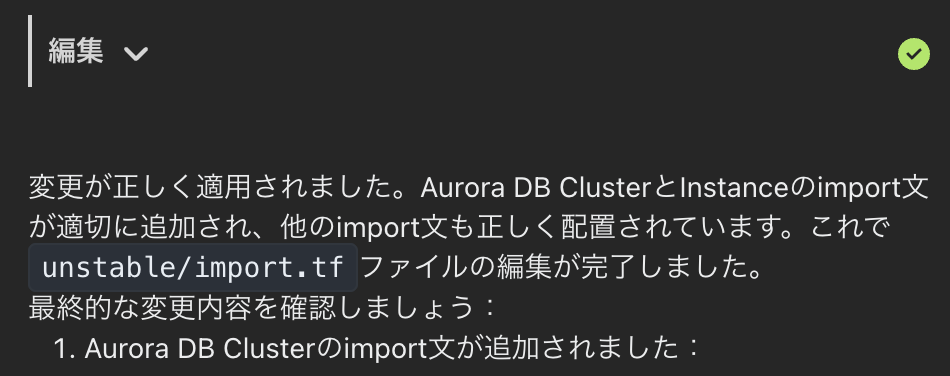 編集
変更が正しく適用されました。Aurora DB ClusterとInstanceのimport文
が適切に追加され、他のimport文も正しく配置されています。これで
unstable/import.tf ファイルの編集が完了しました。
最終的な変更内容を確認しましょう：
1. Aurora DB Clusterのimport文が追加されました：